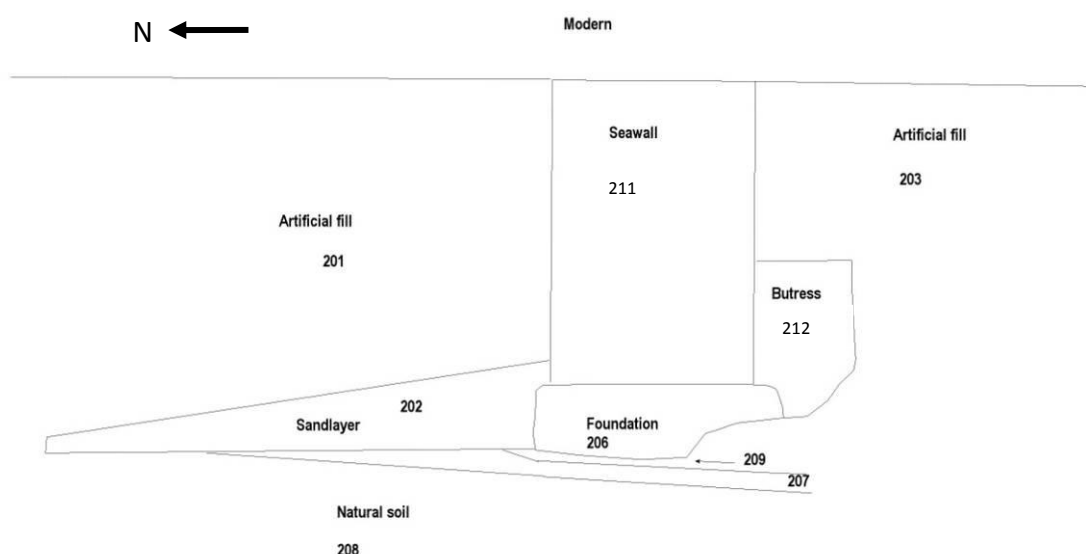 Modern
N
Seawall
211
Artificial fill
203
Artificial fill
201
Butress
212
202
Sandlayer
Foundation
206
209
207
Natural soil
208